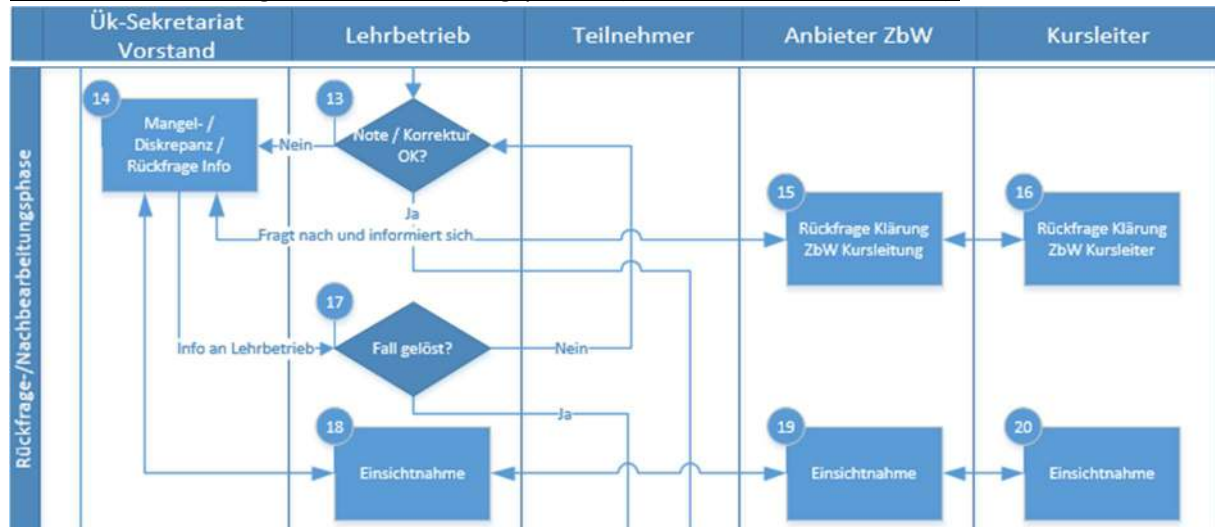 Ük-Sekretariat
Vorstand
Lehrbetrieb
Teilnehmer
Anbieter ZbW
Kursleiter
Rückfrage-/Nachbearbeitungsphase
14
Mangel- /
Diskrepanz /
Rückfrage Info
Nein
13
Note / Korrektur
OK?
Ja
Fragt nach und informiert sich
15
Rückfrage Klärung
ZbW Kursleitung
16
Rückfrage Klärung
ZbW Kursleiter
17
Info an Lehrbetrieb
Fall gelöst?
Nein
Ja
18
Einsichtnahme
19
Einsichtnahme
20
Einsichtnahme